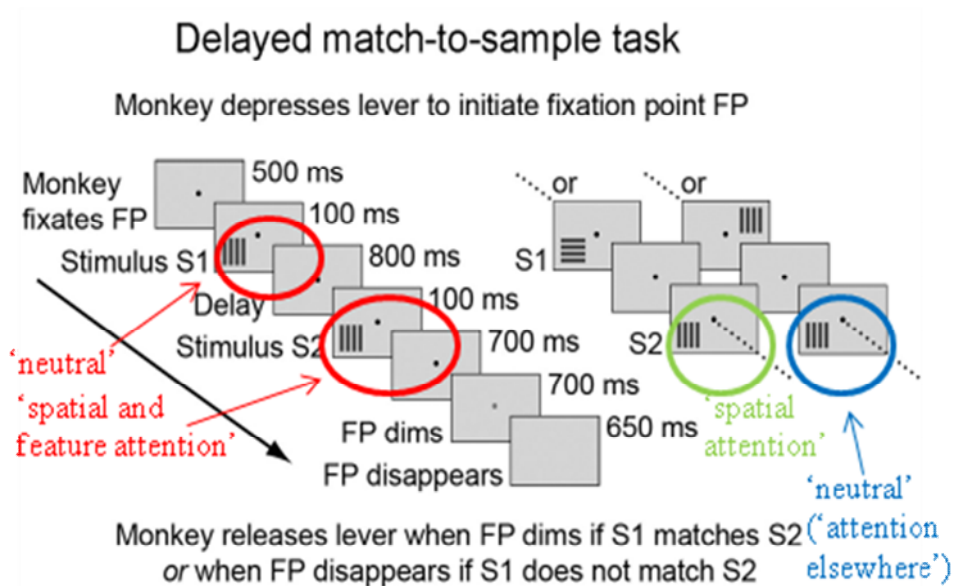 Delayed match-to-sample task
Monkey depresses lever to initiate fixation point FP
Monkey
fixates FP
500 ms
100 ms
Stimulus S1
800 ms
Delay
100 ms
Stimulus S2
700 ms
700 ms
FP dims
650 ms
FP disappears
or
or
S1
S2
'neutral'
'spatial and
feature attention'
'spatial
attention'
'neutral'
('attention
elsewhere')
Monkey releases lever when FP dims if S1 matches S2
or when FP disappears if S1 does not match S2